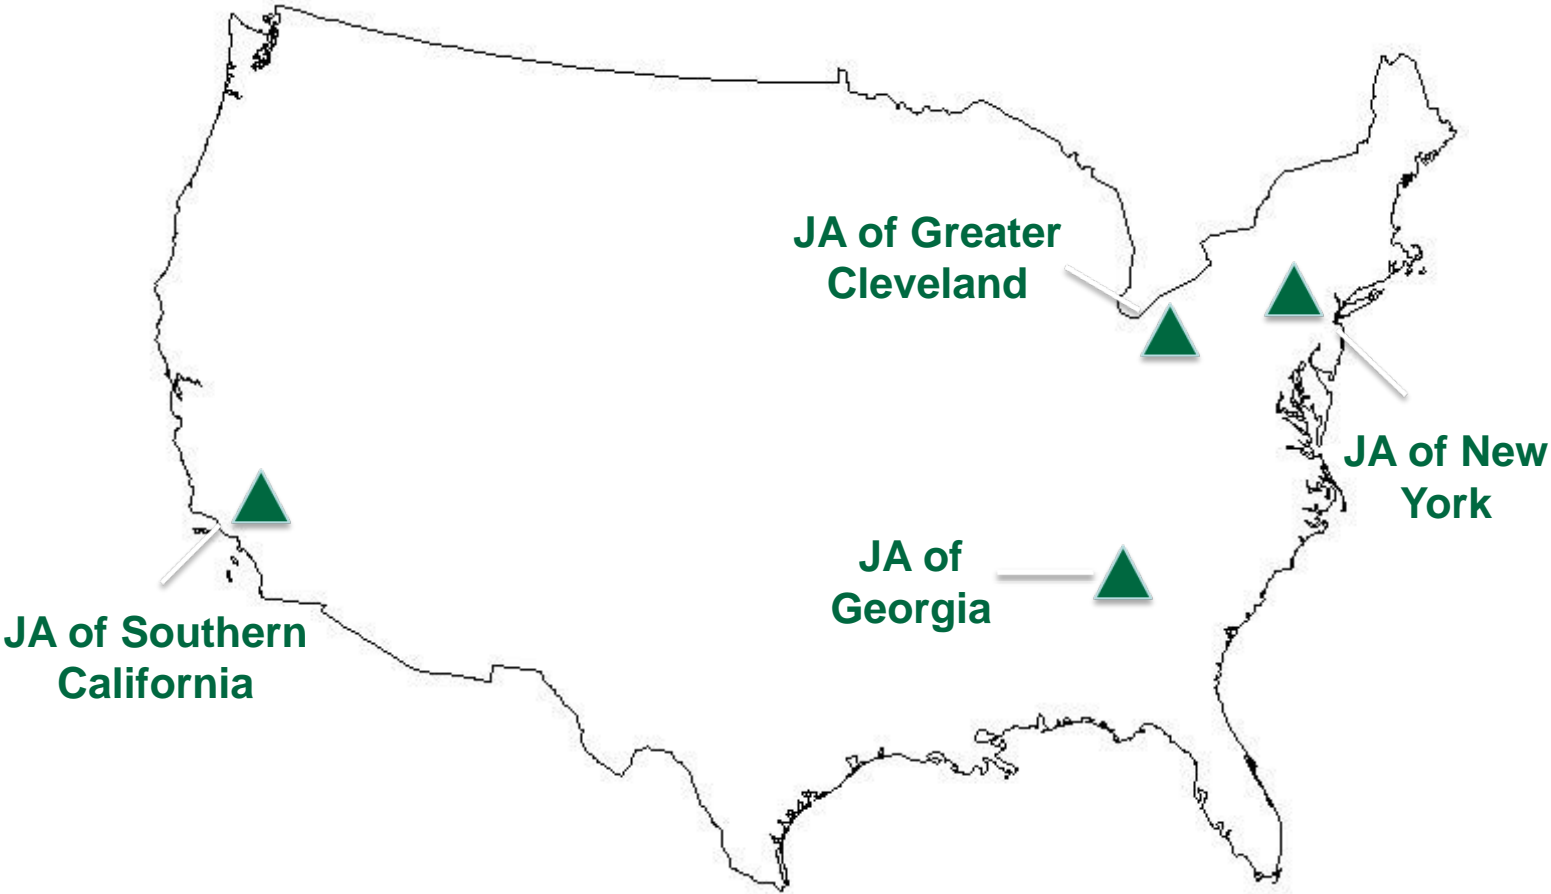 JA of Greater
Cleveland
JA of New
York
JA of
Georgia
JA of Southern
California